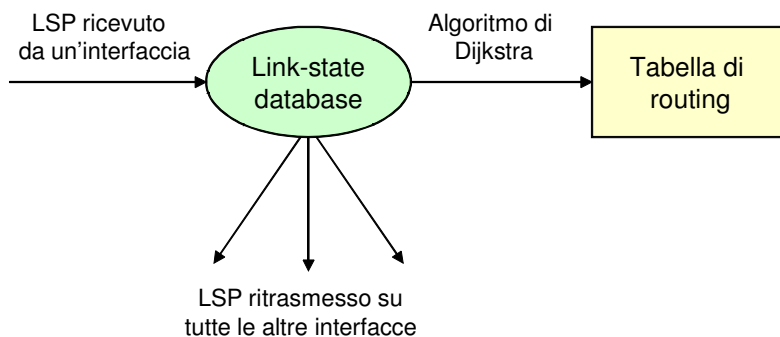 LSP ricevuto
da un'interfaccia
Link-state
database
Algoritmo di
Dijkstra
Tabella di
routing
LSP ritrasmesso su
tutte le altre interfacce